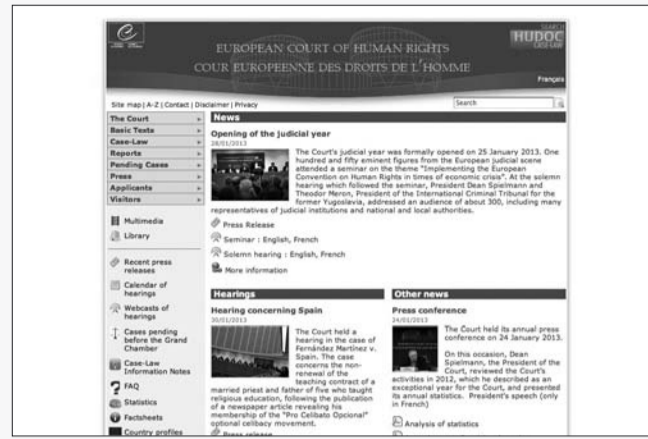 SEARCH
HUDOC
CASE-LAW
EUROPEAN COURT OF HUMAN RIGHTS
COUR EUROPEENNE DES DROITS DE L'HOMME
Français
Site map | A-Z | Contact | Disclaimer | Privacy
Search
The Court
Basic Texts
Case-Law
Reports
Pending Cases
Press
Applicants
Visitors
Multimedia
Library
Recent press
releases
Calendar of
hearings
Webcasts of
hearings
Cases pending
before the Grand
Chamber
Case-Law
Information Notes
FAQ
Statistics
Factsheets
Country profiles
News
Opening of the judicial year
28/01/2013
The Court's judicial year was formally opened on 25 January 2013. One
hundred and fifty eminent figures from the European judicial scene
attended a seminar on the theme "Implementing the European
Convention on Human Rights in times of economic crisis". At the solemn
hearing which followed the seminar, President Dean Spielmann and
Theodor Meron, President of the International Criminal Tribunal for the
former Yugoslavia, addressed an audience of about 300, including many
representatives of judicial institutions and national and local authorities.
Press Release
Seminar : English, French
Solemn hearing : English, French
More information
Hearings
Hearing concerning Spain
30/01/2013
The Court held a
hearing in the case of
Fernández Martínez v.
Spain. The case
concerns the non-
renewal of the
teaching contract of a
married priest and father of five who taught
religious education, following the publication
of a newspaper article revealing his
membership of the "Pro Celibato Opcional"
optional celibacy movement.
Press release
Other news
Press conference
24/01/2013
The Court held its annual press
conference on 24 January 2013.
On this occasion, Dean
Spielmann, the President of the
Court, reviewed the Court's
activities in 2012, which he described as an
exceptional year for the Court, and presented
its annual statistic. President's speech (only
in French)
Analysis of statistics